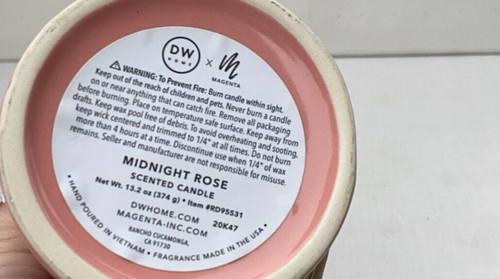 DW
HOME
x
M
MAGENTA
⚠ WARNING: To Prevent Fire: Burn candle within sight.
Keep out of the reach of children and pets. Never burn a candle
on or near anything that can catch fire. Remove all packaging
before burning. Place on temperature safe surface. Keep away from
drafts. Keep wax pool free of debris. To avoid overheating and sooting,
keep wick centered and trimmed to 1/4" at all times. Do not burn
more than 4 hours at a time. Discontinue use when 1/4" of wax
remains. Seller and manufacturer are not responsible for misuse.
MIDNIGHT ROSE
SCENTED CANDLE
Net Wt. 13.2 oz (374 g) • Item #RD95531
DWHOME.COM 20K47
MAGENTA-INC.COM
RANCHO CUCAMONGA,
CA 91730
• HAND POURED IN VIETNAM • FRAGRANCE MADE IN THE USA •